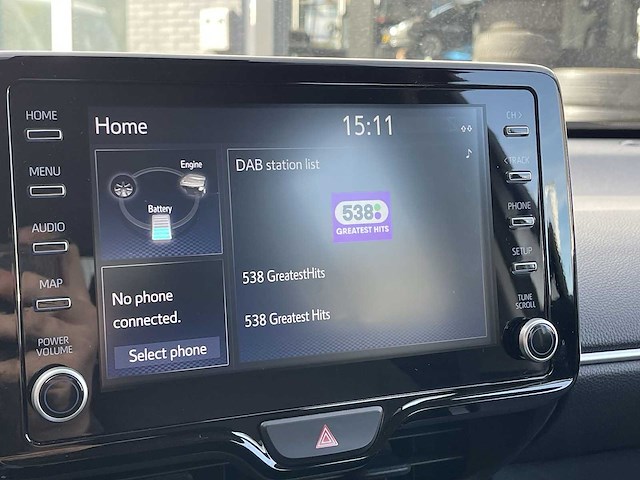 HOME
MENU
AUDIO
MAP
POWER
VOLUME
Home
15:11
Engine
Battery
No phone
connected.
Select phone
DAB station list
538
GREATEST HITS
538 GreatestHits
538 Greatest Hits
CH>
<TRACK
PHONE
SETUP
TUNE
SCROLL